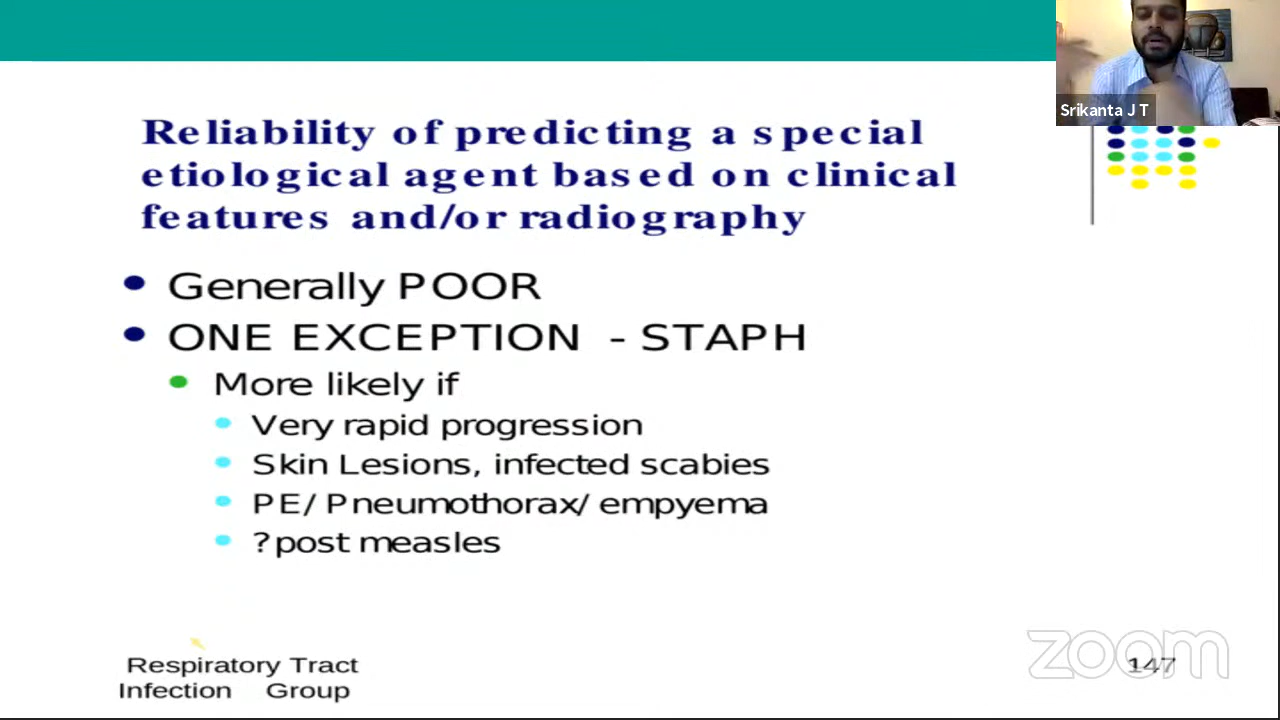 Srikanta J T
Reliability of predicting a special
etiological agent based on clinical
features and/or radiography
Generally POOR
ONE EXCEPTION - STAPH
More likely if
Very rapid progression
Skin Lesions, infected scabies
PE/ Pneumothorax/ empyema
?post measles
Respiratory Tract
Infection Group
zoom
147